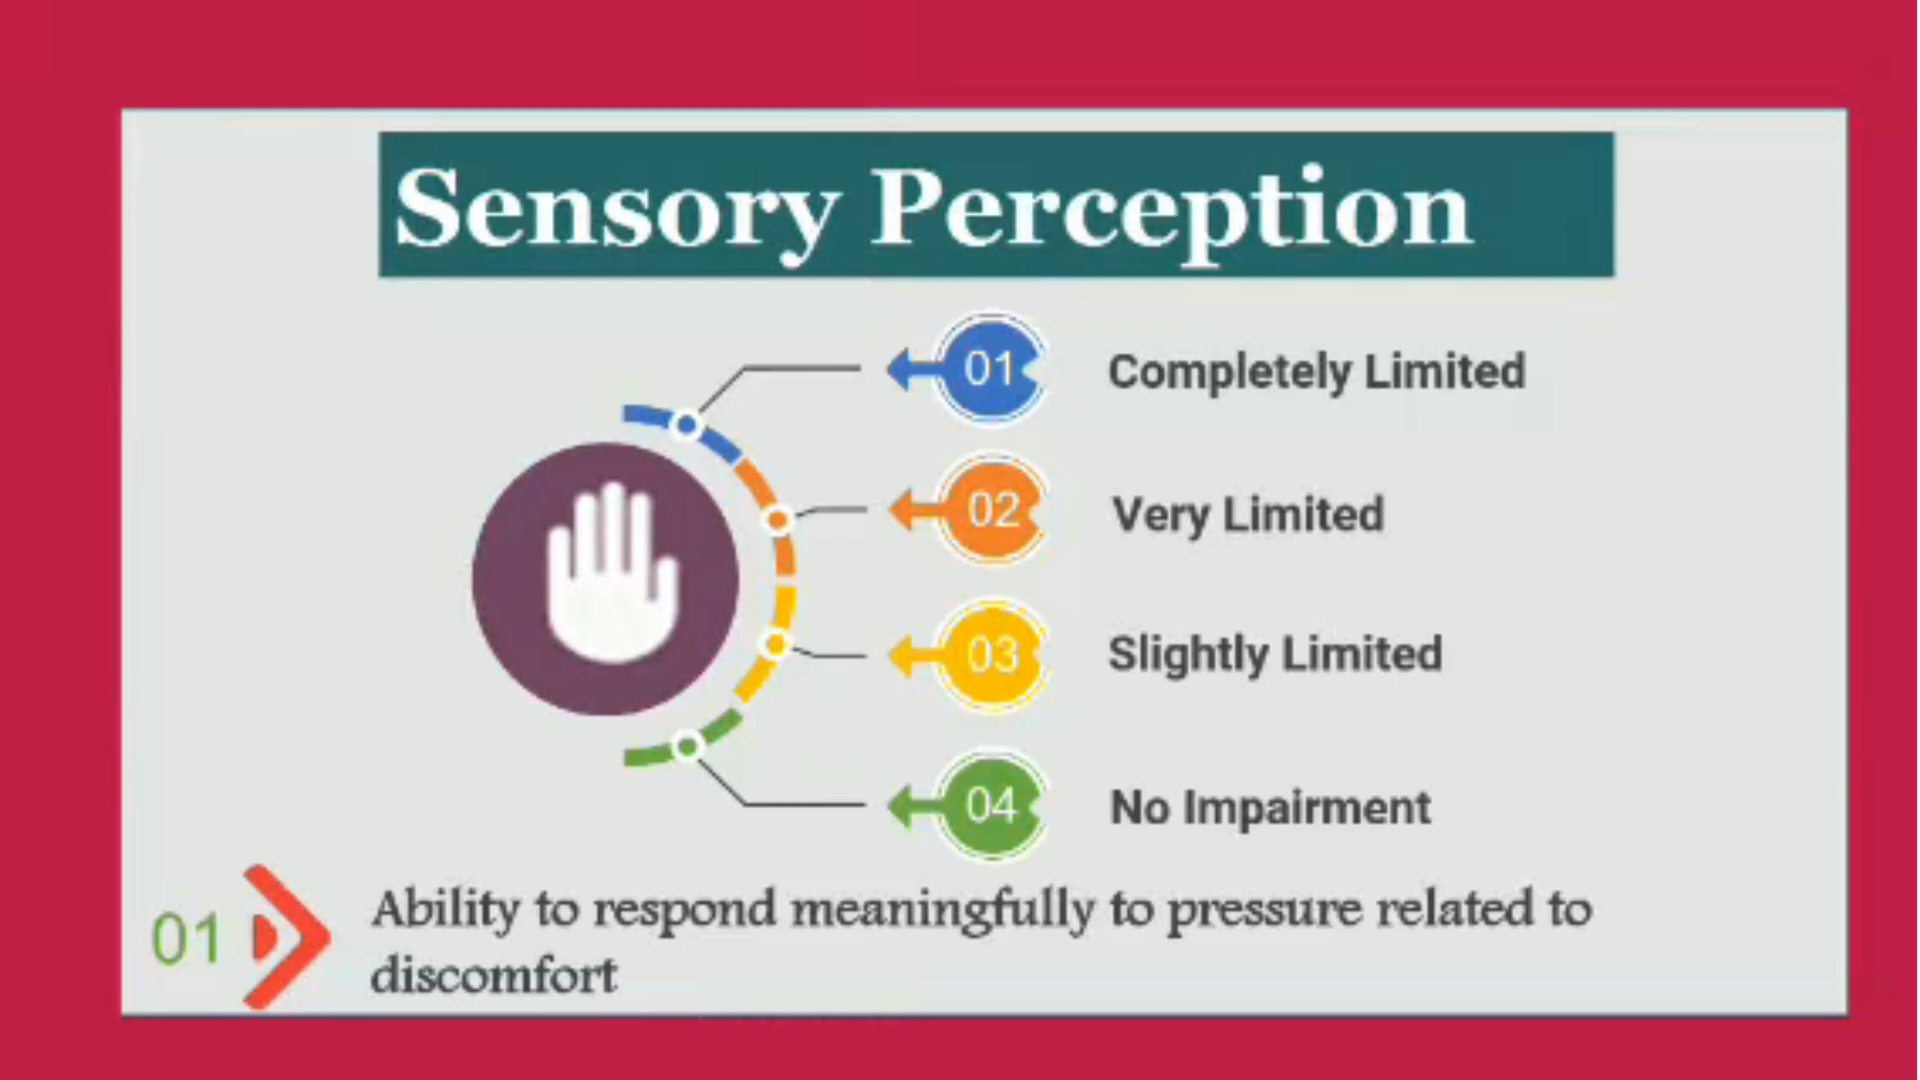 Sensory Perception
01 Completely Limited
02 Very Limited
03 Slightly Limited
04 No Impairment
01 Ability to respond meaningfully to pressure related to
discomfort